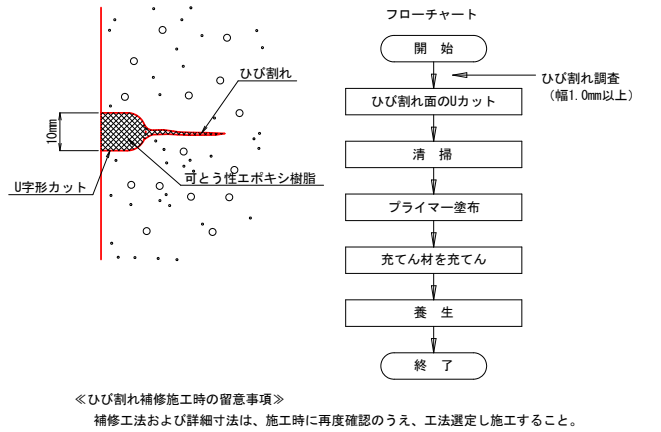 ひび割れ
10mm
可とう性エポキシ樹脂
U字形カット
フローチャート
開 始
ひび割れ調査
（幅1.0mm以上）
ひび割れ面のUカット
清 掃
プライマー塗布
充てん材を充てん
養 生
終 了
≪ひび割れ補修施工時の留意事項≫
補修工法および詳細寸法は、施工時に再度確認のうえ、工法選定し施工すること。